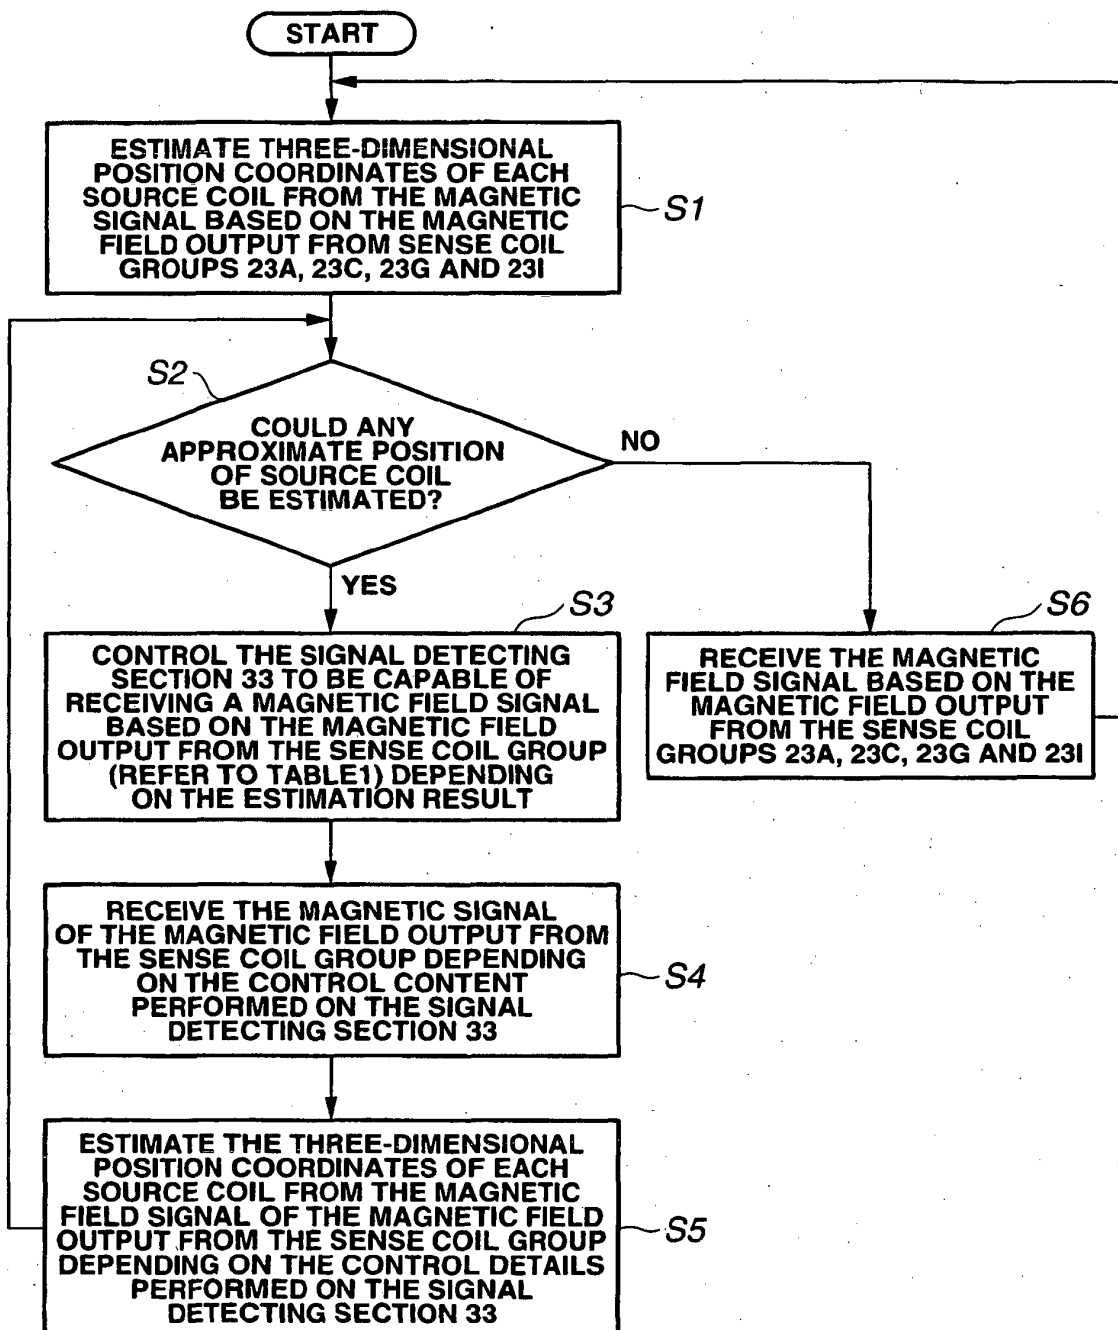 START
ESTIMATE THREE-DIMENSIONAL
POSITION COORDINATES OF EACH
SOURCE COIL FROM THE MAGNETIC
SIGNAL BASED ON THE MAGNETIC
FIELD OUTPUT FROM SENSE COIL
GROUPS 23A, 23C, 23G AND 23I
S1
S2
COULD ANY
APPROXIMATE POSITION
OF SOURCE COIL
BE ESTIMATED?
NO
YES
S3
CONTROL THE SIGNAL DETECTING
SECTION 33 TO BE CAPABLE OF
RECEIVING A MAGNETIC FIELD SIGNAL
BASED ON THE MAGNETIC FIELD
OUTPUT FROM THE SENSE COIL GROUP
(REFER TO TABLE1) DEPENDING
ON THE ESTIMATION RESULT
S6
RECEIVE THE MAGNETIC
FIELD SIGNAL BASED ON THE
MAGNETIC FIELD OUTPUT
FROM THE SENSE COIL
GROUPS 23A, 23C, 23G AND 23I
RECEIVE THE MAGNETIC SIGNAL
OF THE MAGNETIC FIELD OUTPUT FROM
THE SENSE COIL GROUP DEPENDING
ON THE CONTROL CONTENT
PERFORMED ON THE SIGNAL
DETECTING SECTION 33
S4
ESTIMATE THE THREE-DIMENSIONAL
POSITION COORDINATES OF EACH
SOURCE COIL FROM THE MAGNETIC
FIELD SIGNAL OF THE MAGNETIC FIELD
OUTPUT FROM THE SENSE COIL GROUP
DEPENDING ON THE CONTROL DETAILS
PERFORMED ON THE SIGNAL
DETECTING SECTION 33
S5